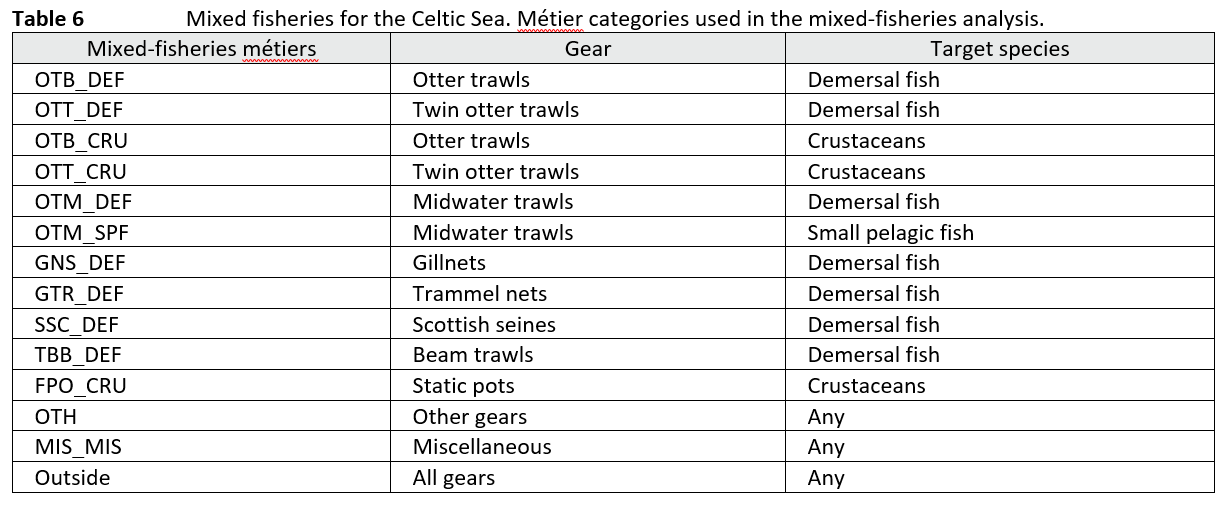 Table 6 Mixed fisheries for the Celtic Sea. Métier categories used in the mixed-fisheries analysis.
Mixed-fisheries métiers Gear Target species
OTB_DEF Otter trawls Demersal fish
OTT_DEF Twin otter trawls Demersal fish
OTB_CRU Otter trawls Crustaceans
OTT_CRU Twin otter trawls Crustaceans
OTM_DEF Midwater trawls Demersal fish
OTM_SPF Midwater trawls Small pelagic fish
GNS_DEF Gillnets Demersal fish
GTR_DEF Trammel nets Demersal fish
SSC_DEF Scottish seines Demersal fish
TBB_DEF Beam trawls Demersal fish
FPO_CRU Static pots Crustaceans
OTH Other gears Any
MIS_MIS Miscellaneous Any
Outside All gears Any